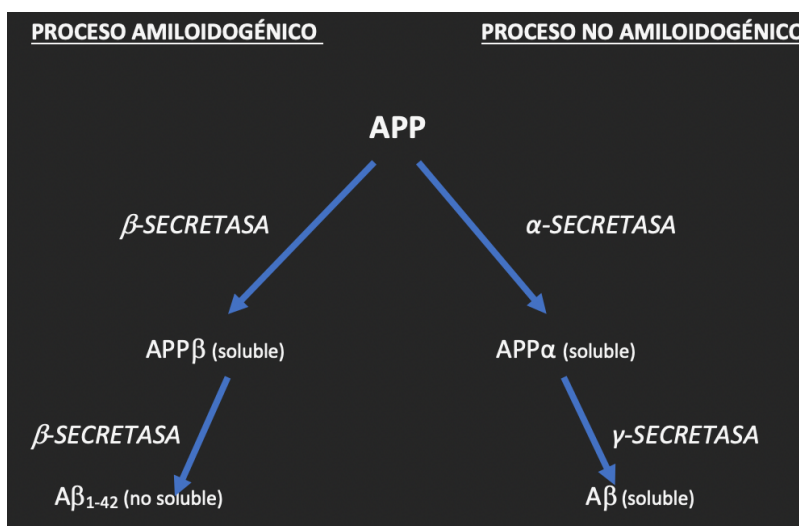 PROCESO AMILOIDOGÉNICO
PROCESO NO AMILOIDOGÉNICO
APP
β-SECRETASA
α-SECRETASA
APPβ (soluble)
APPα (soluble)
β-SECRETASA
γ-SECRETASA
Aβ₁₋₄₂ (no soluble)
Aβ (soluble)